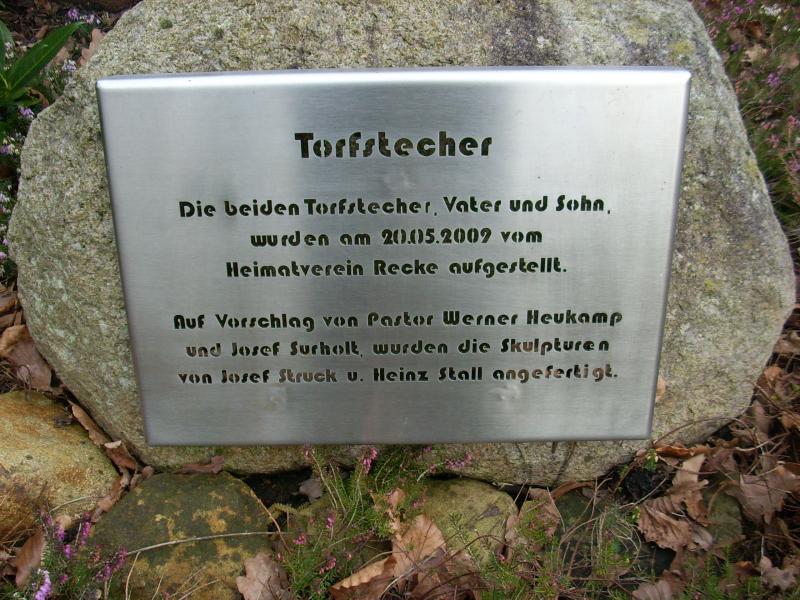 Torfstecher
Die beiden Torfstecher, Vater und Sohn,
wurden am 20.05.2009 vom
Heimatverein Recke aufgestellt.
Auf Vorschlag von Pastor Werner Heukamp
und Josef Surholt, wurden die Skulpturen
von Josef Struck u. Heinz Stall angefertigt.